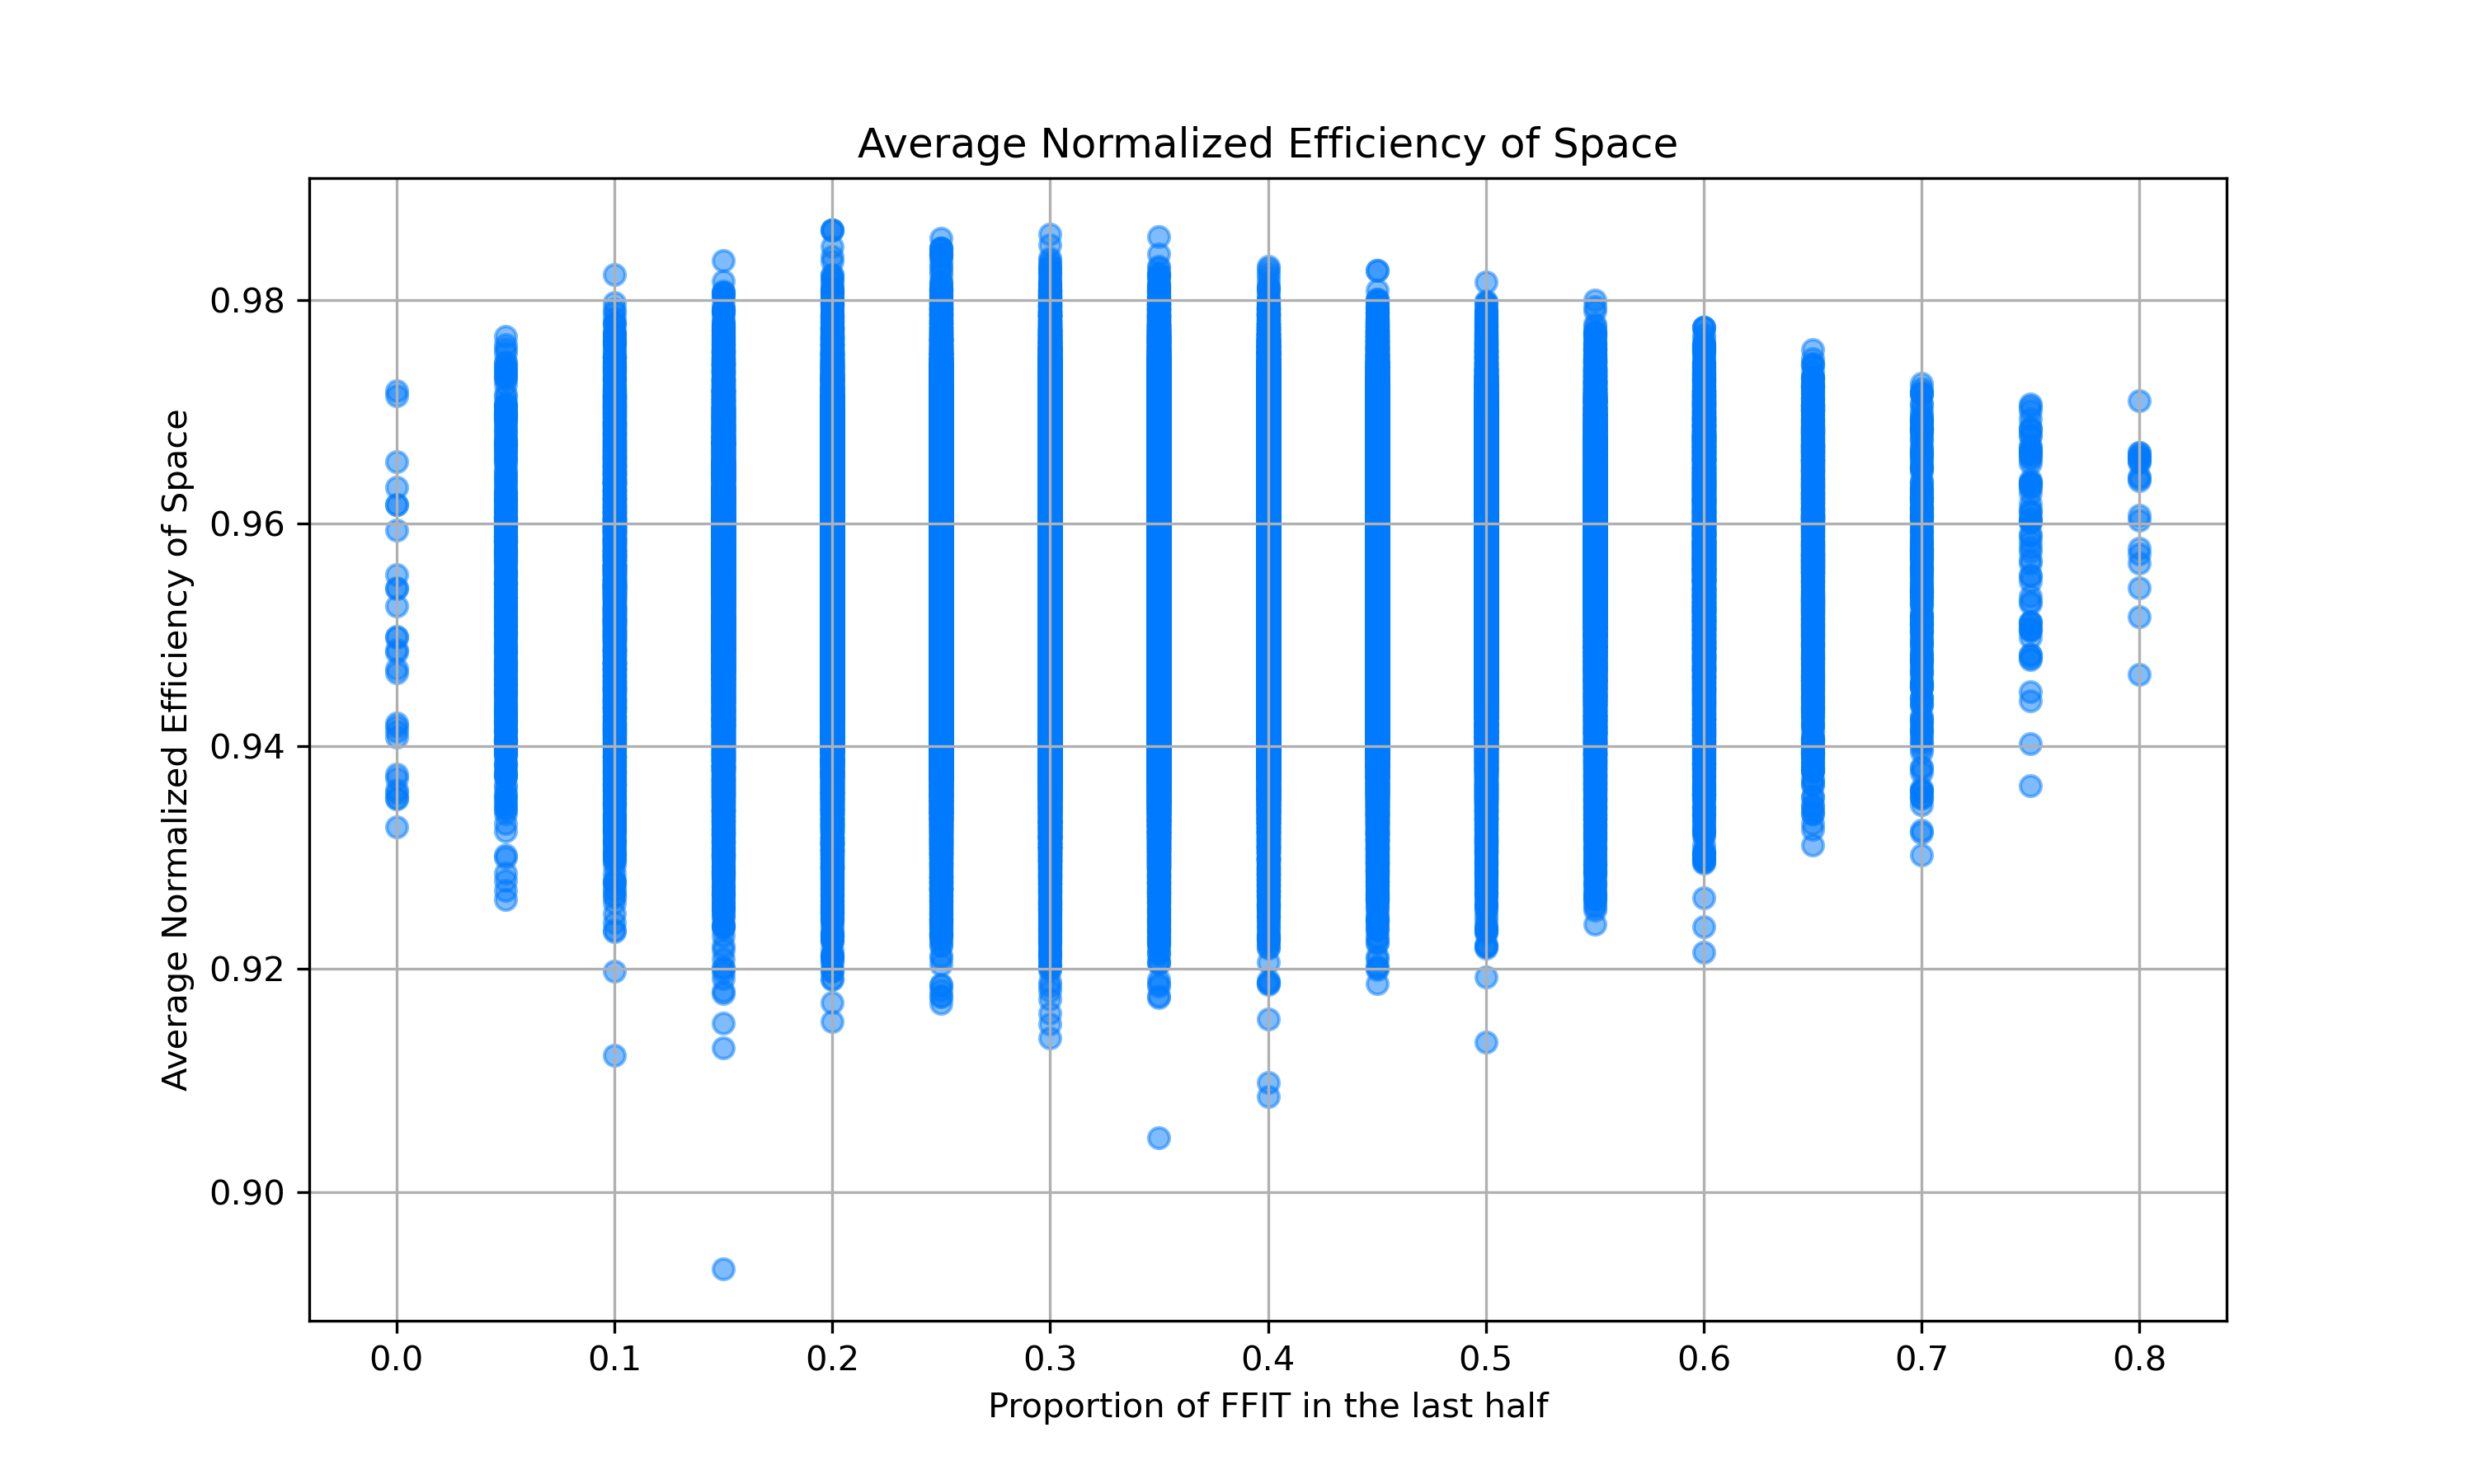 Average Normalized Efficiency of Space
Average Normalized Efficiency of Space
0.98
0.96
0.94
0.92
0.90
0.0 0.1 0.2 0.3 0.4 0.5 0.6 0.7 0.8
Proportion of FFIT in the last half